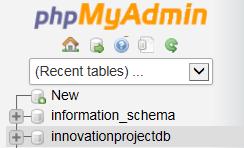 phpMyAdmin
(Recent tables) ...
New
information_schema
innovationprojectdb